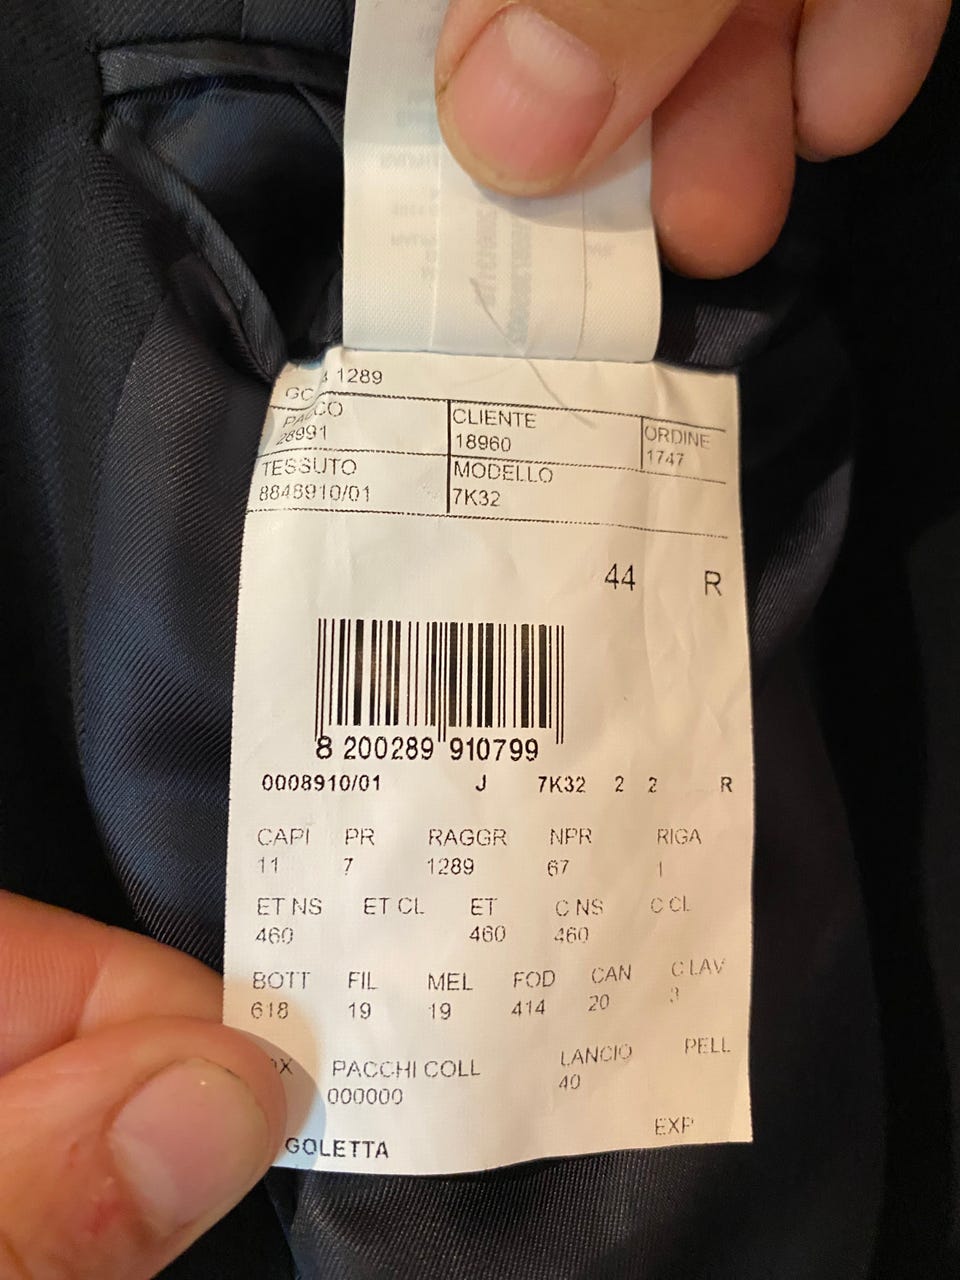 GO 1289
PACCO CLIENTE ORDINE
28991 18960 1747
TESSUTO MODELLO
8848910/01 7K32
44 R
8 200289 910799
0008910/01 J 7K32 2 2 R
CAPI PR RAGGR NPR RIGA
11 7 1289 67 1
ET NS ET CL ET C NS C CL
460 460 460
BOTT FIL MEL FOD CAN C LAV
618 19 19 414 20 3
PACCHI COLL LANCIO PELL
000000 40
EXP
GOLETTA